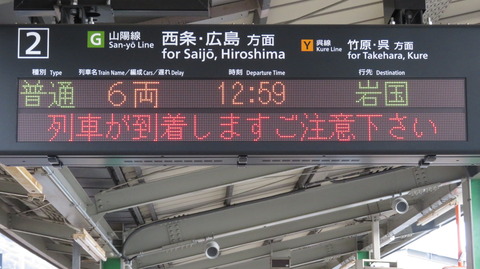 2 G 山陽線 San-yō Line 西条・広島 方面 for Saijō, Hiroshima Y 呉線 Kure Line 竹原・呉 方面 for Takehara, Kure
種別 Type 列車名 Train Name／編成 Cars／遅れ Delay 時刻 Departure Time 行先 Destination
普通 6両 12:59 岩国
列車が到着しますご注意下さい